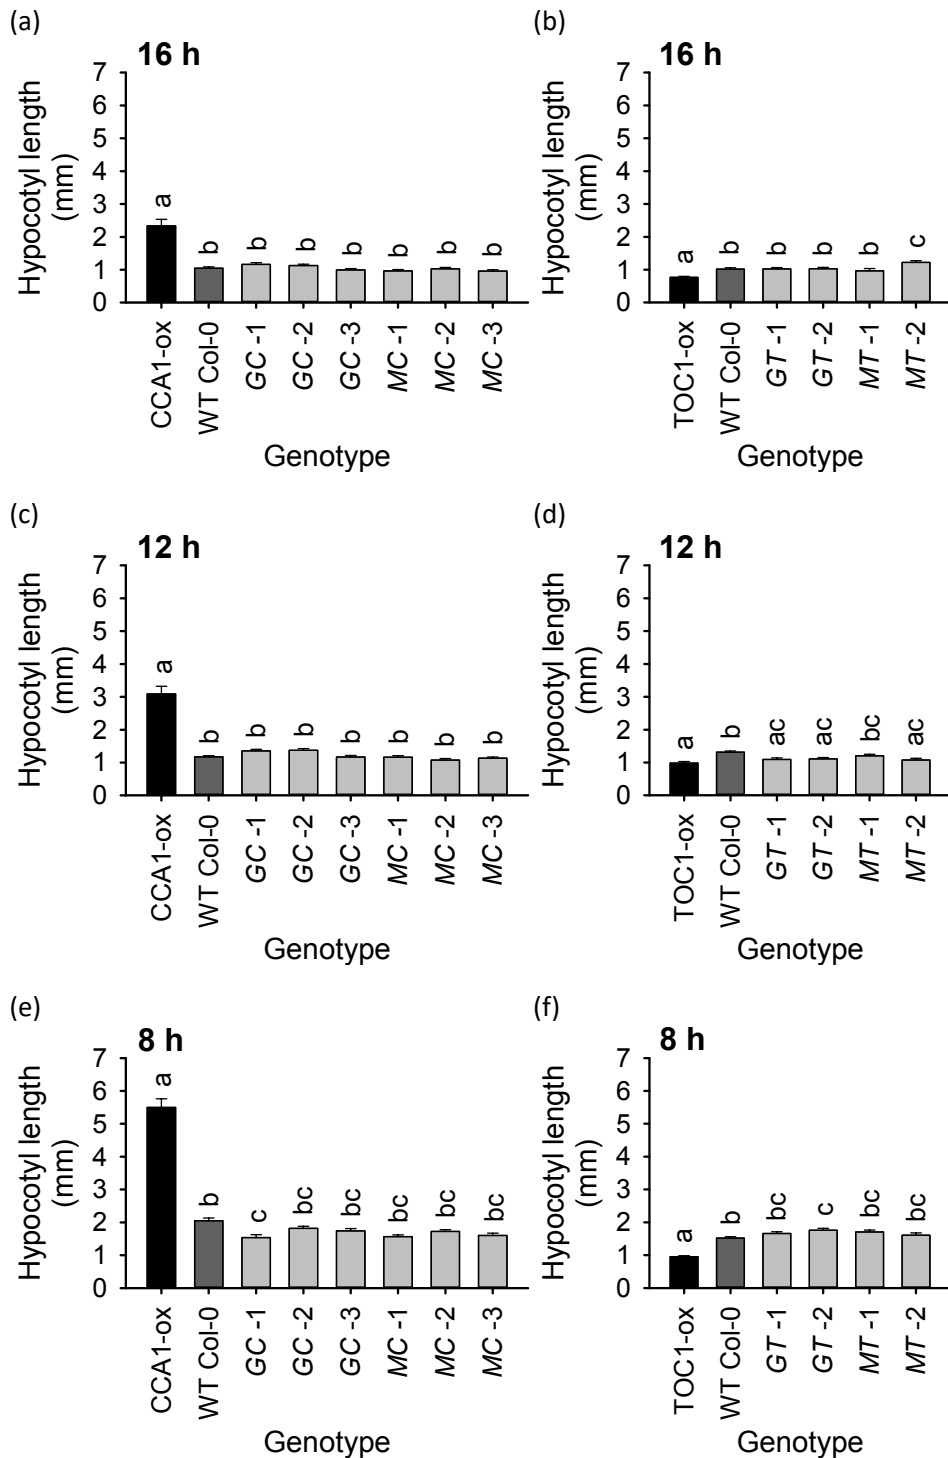 (a)
16 h
Hypocotyl length
(mm)
7
6
5
4
3
2
1
0
a
b
b
b
b
b
b
b
CCA1-ox
WT Col-0
GC -1
GC -2
GC -3
MC -1
MC -2
MC -3
Genotype
(b)
16 h
Hypocotyl length
(mm)
7
6
5
4
3
2
1
0
a
b
b
b
b
c
TOC1-ox
WT Col-0
GT -1
GT -2
MT -1
MT -2
Genotype
(c)
12 h
Hypocotyl length
(mm)
7
6
5
4
3
2
1
0
a
b
b
b
b
b
b
b
CCA1-ox
WT Col-0
GC -1
GC -2
GC -3
MC -1
MC -2
MC -3
Genotype
(d)
12 h
Hypocotyl length
(mm)
7
6
5
4
3
2
1
0
a
b
ac
ac
bc
ac
TOC1-ox
WT Col-0
GT -1
GT -2
MT -1
MT -2
Genotype
(e)
8 h
Hypocotyl length
(mm)
7
6
5
4
3
2
1
0
a
b
c
bc
bc
bc
bc
bc
CCA1-ox
WT Col-0
GC -1
GC -2
GC -3
MC -1
MC -2
MC -3
Genotype
(f)
8 h
Hypocotyl length
(mm)
7
6
5
4
3
2
1
0
a
b
bc
c
bc
bc
TOC1-ox
WT Col-0
GT -1
GT -2
MT -1
MT -2
Genotype